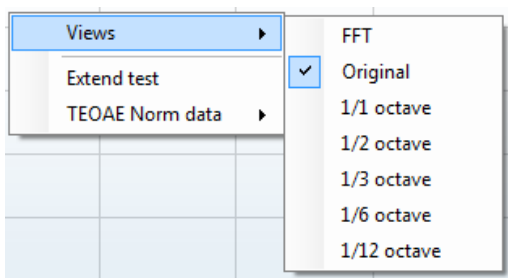 Views
Extend test
TEOAE Norm data
FFT
Original
1/1 octave
1/2 octave
1/3 octave
1/6 octave
1/12 octave